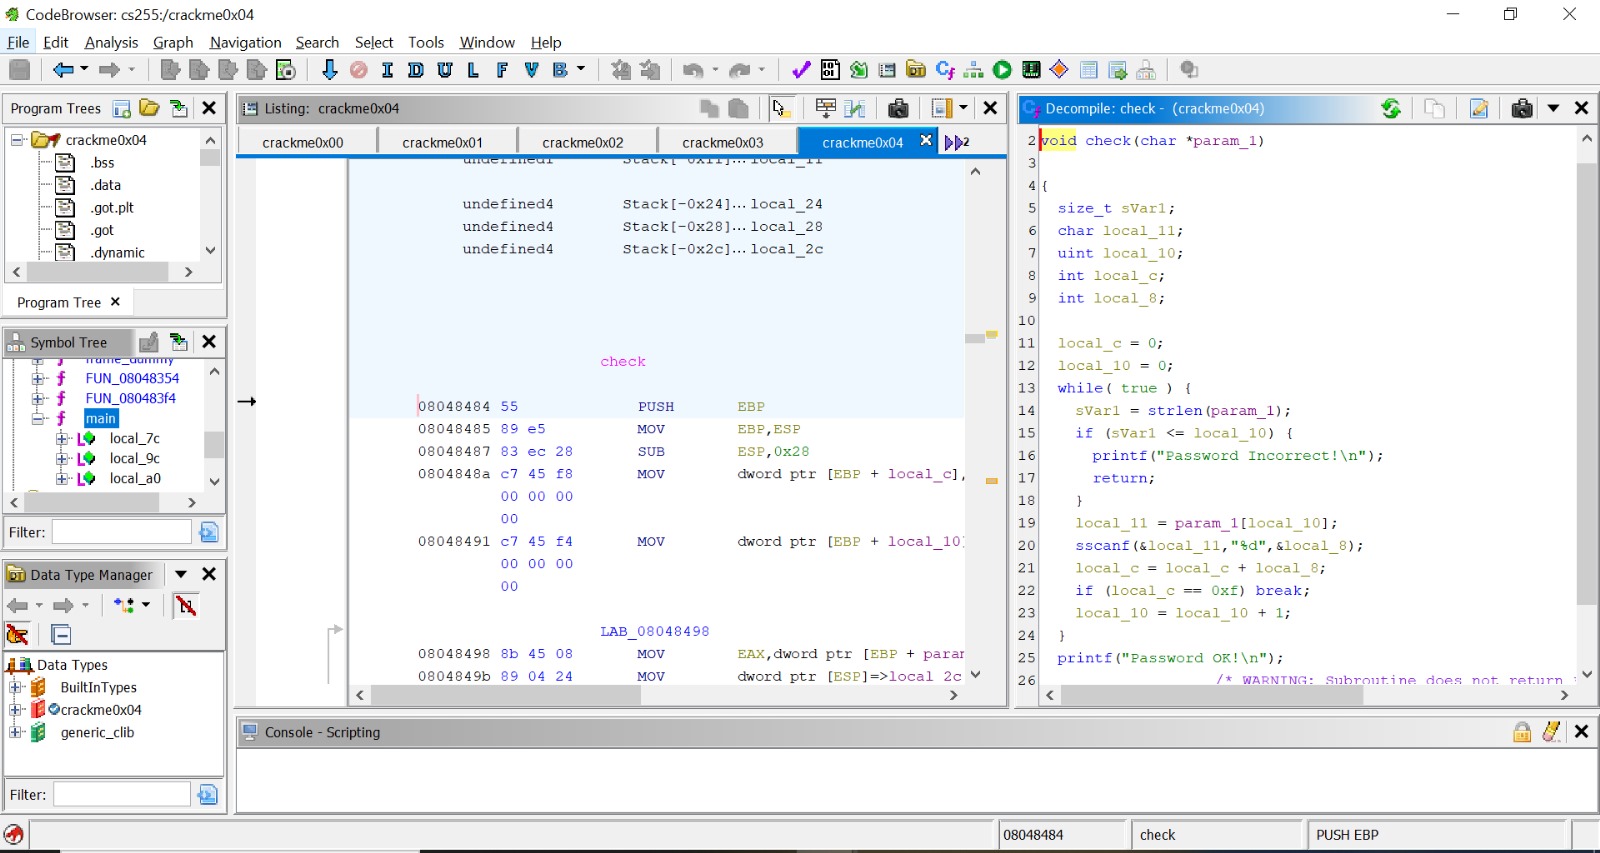 CodeBrowser: cs255:/crackme0x04
File Edit Analysis Graph Navigation Search Select Tools Window Help
I D U L F V B
Program Trees
crackme0x04
.bss
.data
.got.plt
.got
.dynamic
Program Tree
Symbol Tree
frame_dummy
FUN_08048354
FUN_080483f4
main
local_7c
local_9c
local_a0
Filter:
Data Type Manager
Data Types
BuiltInTypes
crackme0x04
generic_clib
Filter:
Listing: crackme0x04
crackme0x00 crackme0x01 crackme0x02 crackme0x03 crackme0x04 2
undefined1 Stack[-0x11]... local_11
undefined4 Stack[-0x24]... local_24
undefined4 Stack[-0x28]... local_28
undefined4 Stack[-0x2c]... local_2c
check
08048484 55 PUSH EBP
08048485 89 e5 MOV EBP,ESP
08048487 83 ec 28 SUB ESP,0x28
0804848a c7 45 f8 MOV dword ptr [EBP + local_c],
00 00 00
00
08048491 c7 45 f4 MOV dword ptr [EBP + local_10]
00 00 00
00
LAB_08048498
08048498 8b 45 08 MOV EAX,dword ptr [EBP + param
0804849b 89 04 24 MOV dword ptr [ESP]=>local_2c
Decompile: check - (crackme0x04)
2 void check(char *param_1)
3
4 {
5 size_t sVar1;
6 char local_11;
7 uint local_10;
8 int local_c;
9 int local_8;
10
11 local_c = 0;
12 local_10 = 0;
13 while( true ) {
14 sVar1 = strlen(param_1);
15 if (sVar1 <= local_10) {
16 printf("Password Incorrect!\n");
17 return;
18 }
19 local_11 = param_1[local_10];
20 sscanf(&local_11,"%d",&local_8);
21 local_c = local_c + local_8;
22 if (local_c == 0xf) break;
23 local_10 = local_10 + 1;
24 }
25 printf("Password OK!\n");
26 /* WARNING: Subroutine does not return
Console - Scripting
08048484 check PUSH EBP